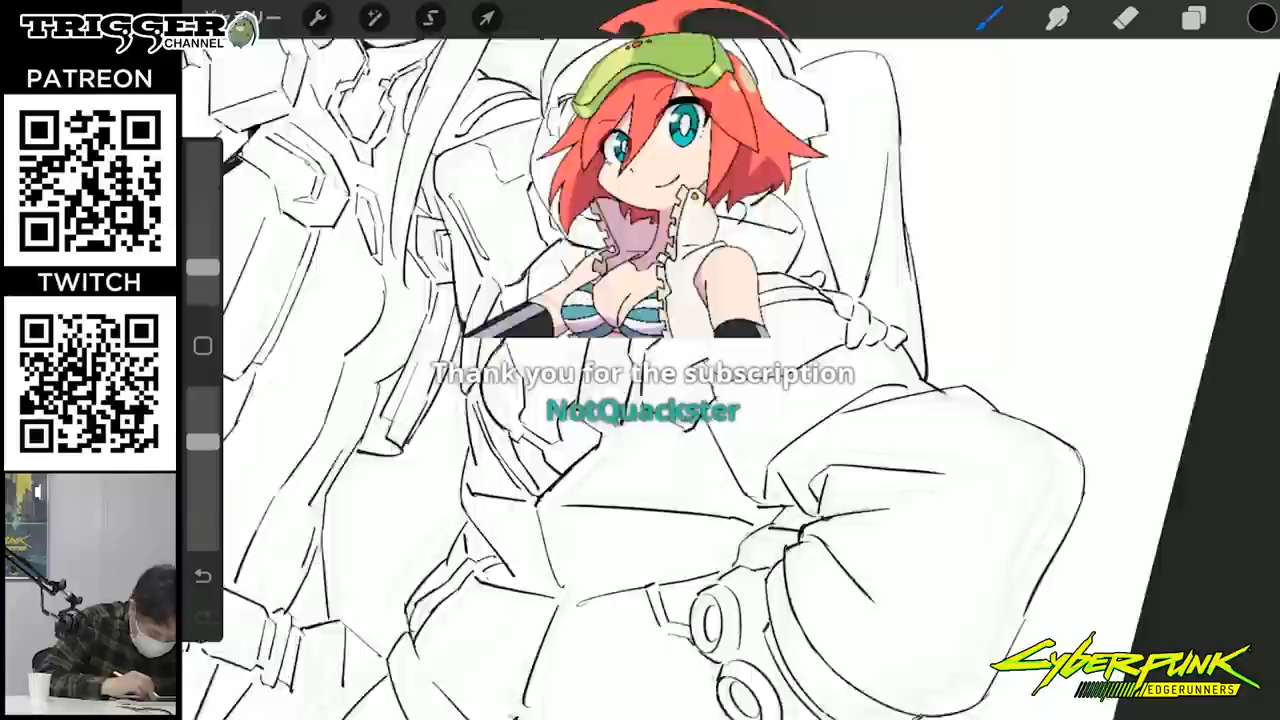 TRIGGER
CHANNEL
PATREON
TWITCH
Thank you for the subscription
NotQuackster
CYBERPUNK
EDGERUNNERS